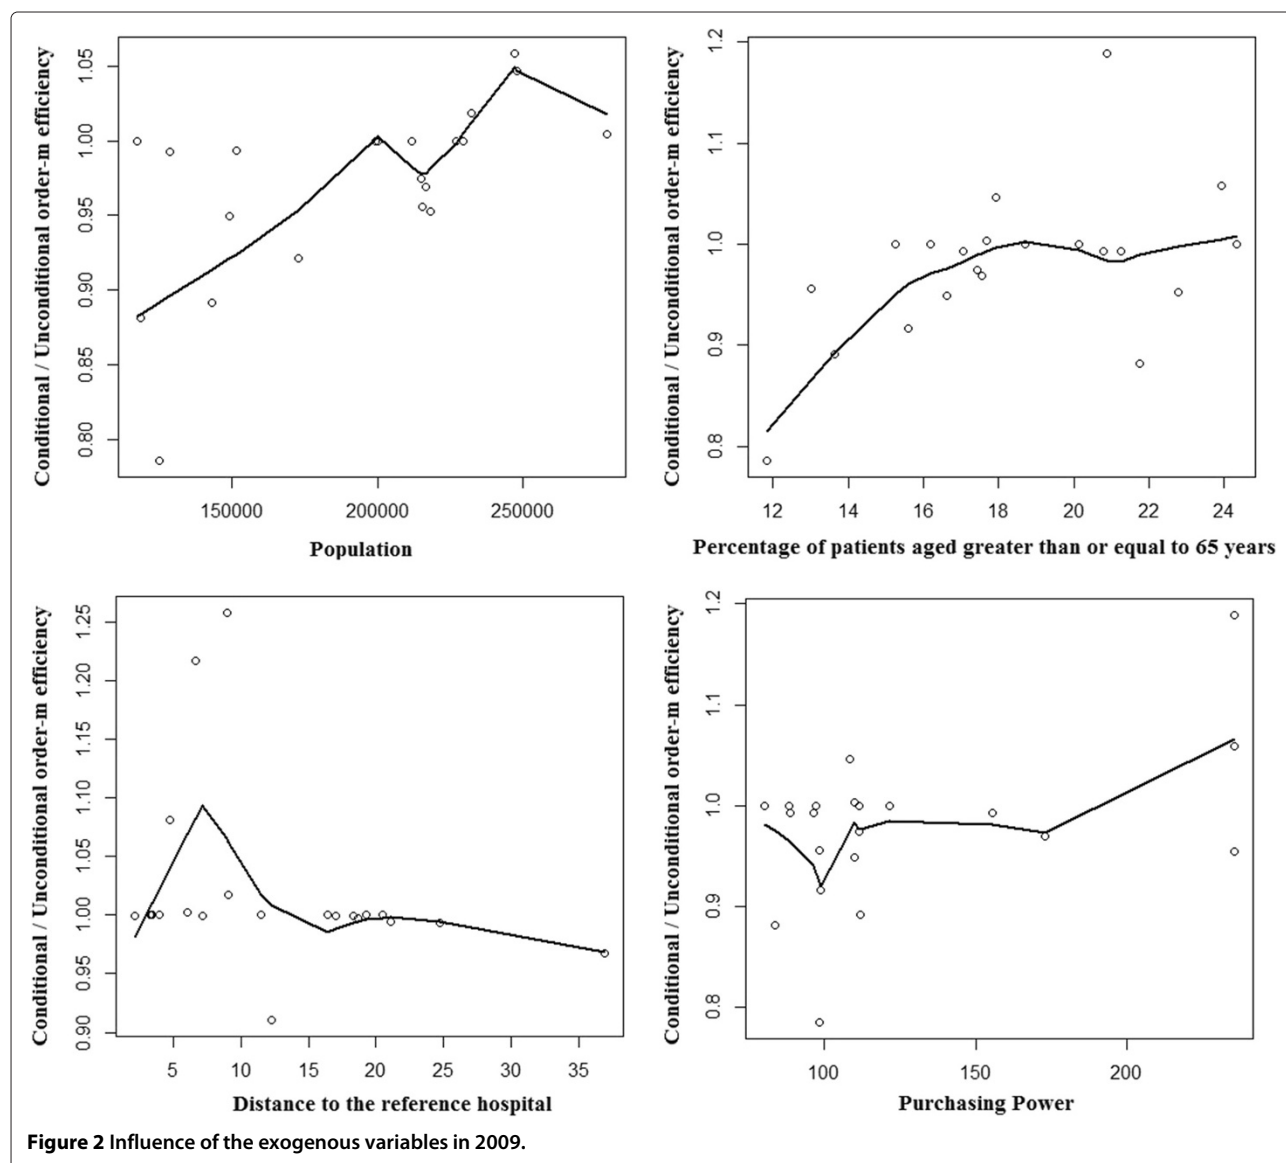 Conditional / Unconditional order-m efficiency
1.05
1.00
0.95
0.90
0.85
0.80
150000 200000 250000
Population
Conditional / Unconditional order-m efficiency
1.2
1.1
1.0
0.9
0.8
12 14 16 18 20 22 24
Percentage of patients aged greater than or equal to 65 years
Conditional / Unconditional order-m efficiency
1.25
1.20
1.15
1.10
1.05
1.00
0.95
0.90
5 10 15 20 25 30 35
Distance to the reference hospital
Conditional / Unconditional order-m efficiency
1.2
1.1
1.0
0.9
0.8
100 150 200
Purchasing Power
Figure 2 Influence of the exogenous variables in 2009.